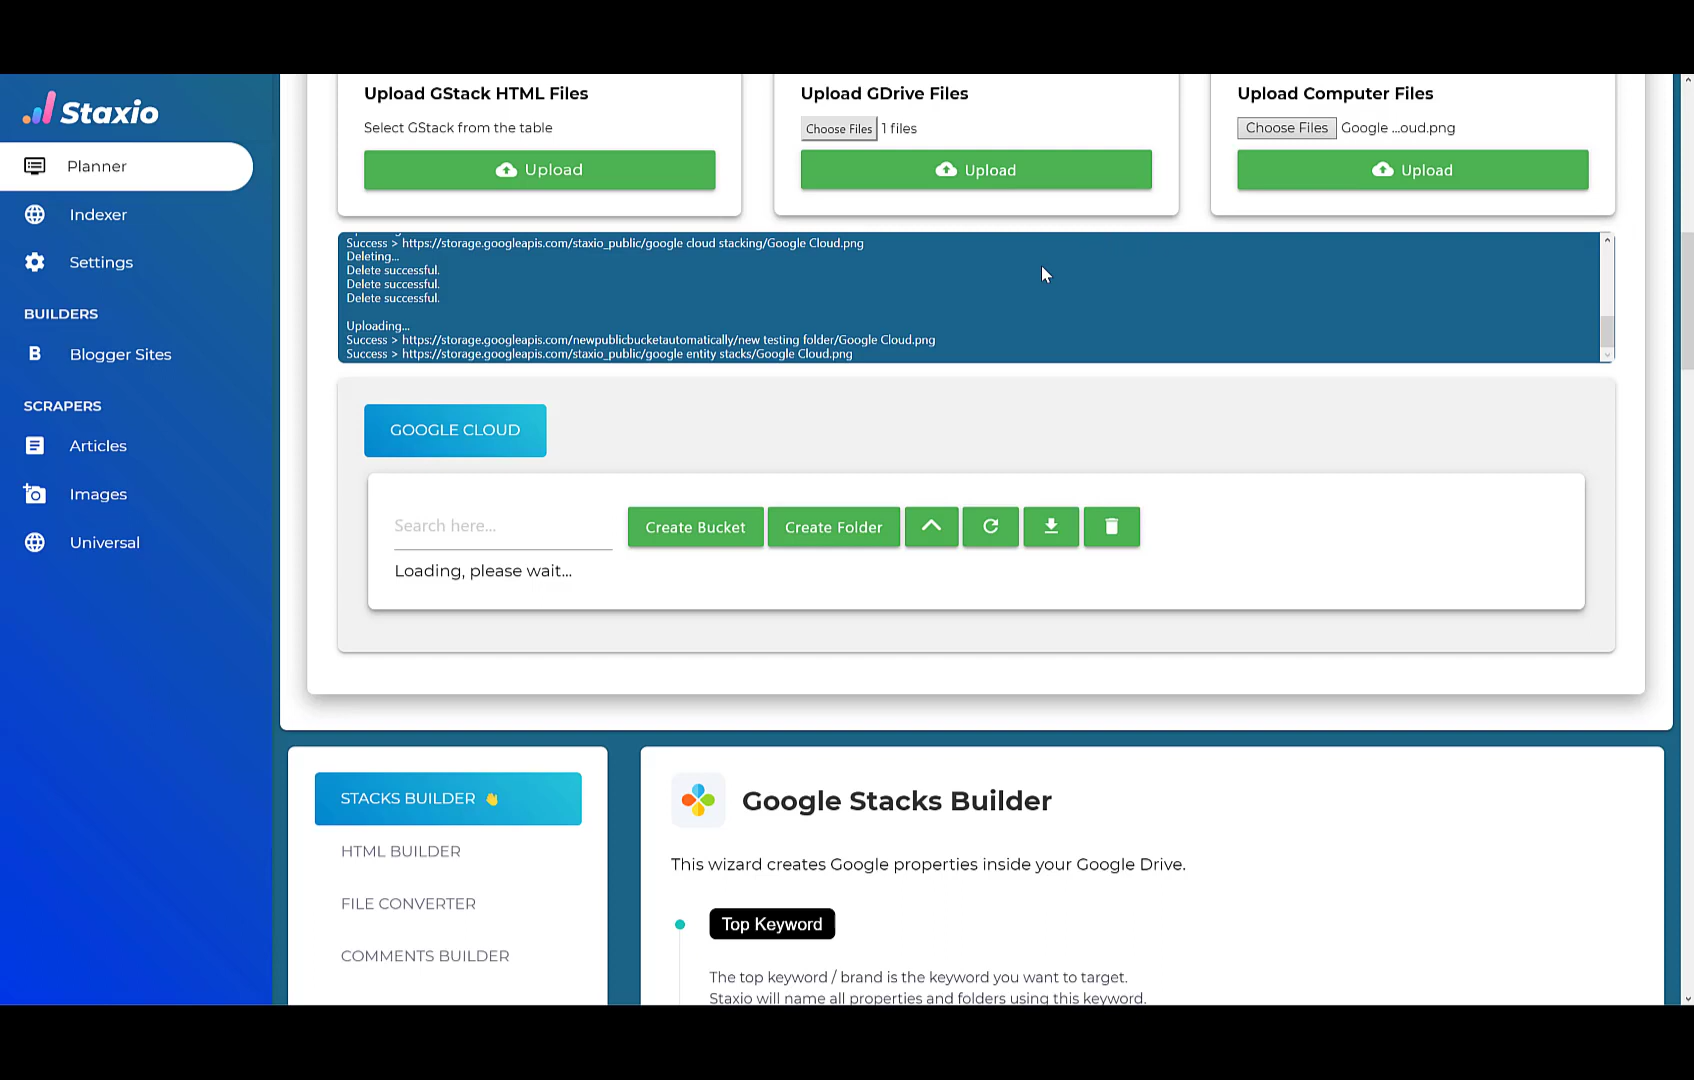 Staxio
Planner
Indexer
Settings
BUILDERS
B Blogger Sites
SCRAPERS
Articles
Images
Universal
Upload GStack HTML Files
Select GStack from the table
Upload
Upload GDrive Files
Choose Files 1 files
Upload
Upload Computer Files
Choose Files Google ...oud.png
Upload
Success > https://storage.googleapis.com/staxio_public/google cloud stacking/Google Cloud.png
Deleting...
Delete successful.
Delete successful.
Delete successful.
Uploading...
Success > https://storage.googleapis.com/newpublicbucketautomatically/new testing folder/Google Cloud.png
Success > https://storage.googleapis.com/staxio_public/google entity stacks/Google Cloud.png
GOOGLE CLOUD
Search here...
Create Bucket
Create Folder
Loading, please wait...
STACKS BUILDER
HTML BUILDER
FILE CONVERTER
COMMENTS BUILDER
Google Stacks Builder
This wizard creates Google properties inside your Google Drive.
Top Keyword
The top keyword / brand is the keyword you want to target.
Staxio will name all properties and folders using this keyword.